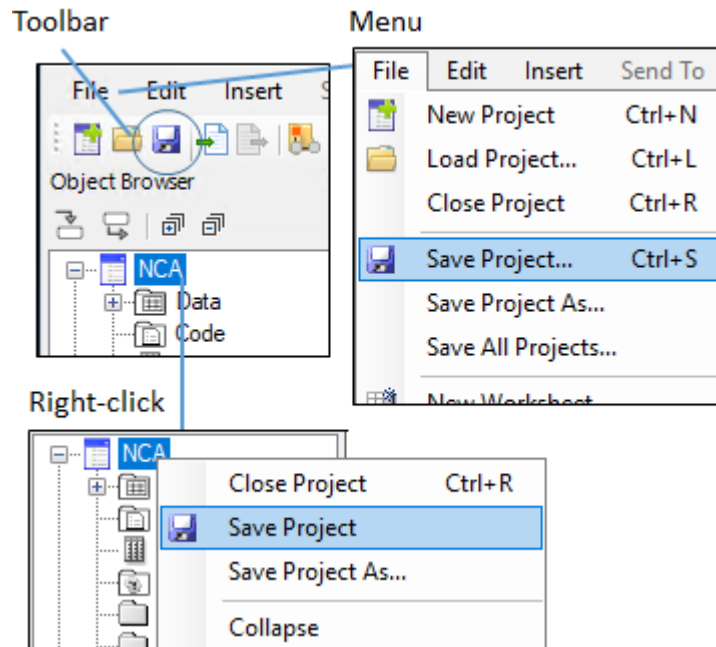 Toolbar
Menu
File Edit Insert S
Object Browser
NCA
Data
Code
File Edit Insert Send To
New Project Ctrl+N
Load Project... Ctrl+L
Close Project Ctrl+R
Save Project... Ctrl+S
Save Project As...
Save All Projects...
New Worksheet
Right-click
NCA
Close Project Ctrl+R
Save Project
Save Project As...
Collapse